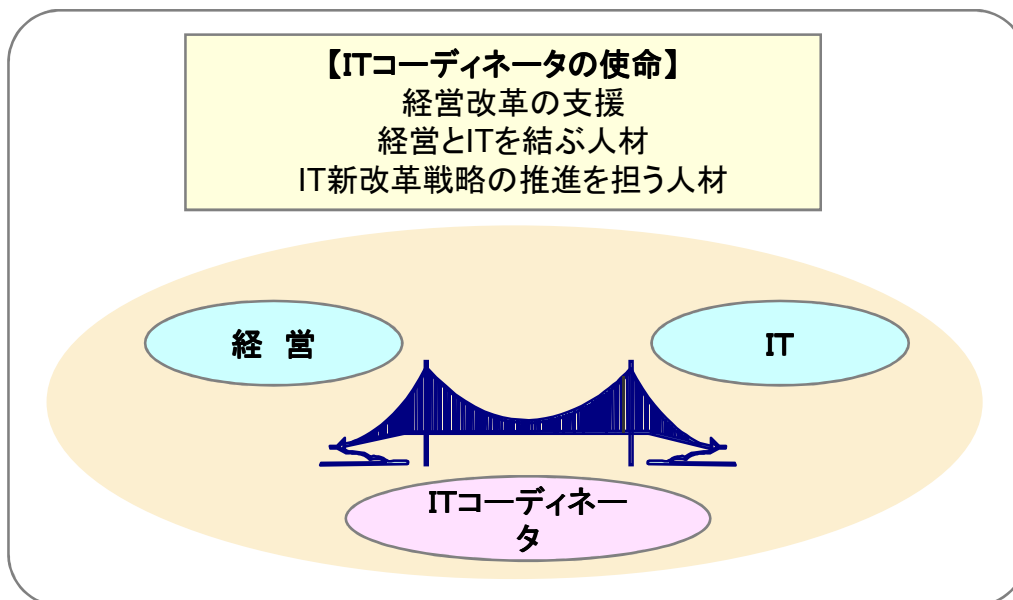 【ITコーディネータの使命】
経営改革の支援
経営とITを結ぶ人材
IT新改革戦略の推進を担う人材
経 営
IT
ITコーディネー
タ